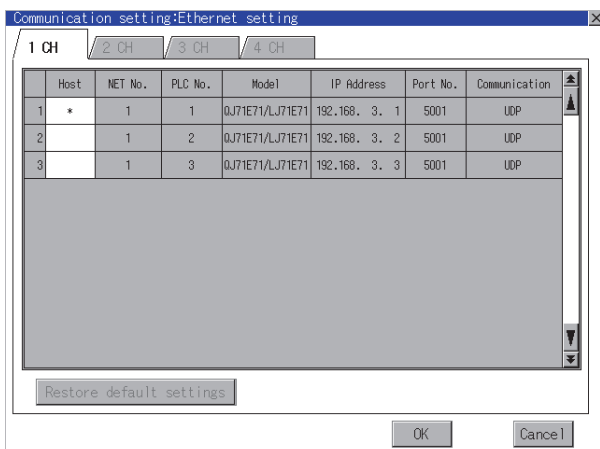 Communication setting:Ethernet setting
1 CH 2 CH 3 CH 4 CH
Host NET No. PLC No. Model IP Address Port No. Communication
1 * 1 1 QJ71E71/LJ71E71 192.168. 3. 1 5001 UDP
2 1 2 QJ71E71/LJ71E71 192.168. 3. 2 5001 UDP
3 1 3 QJ71E71/LJ71E71 192.168. 3. 3 5001 UDP
Restore default settings
OK Cancel